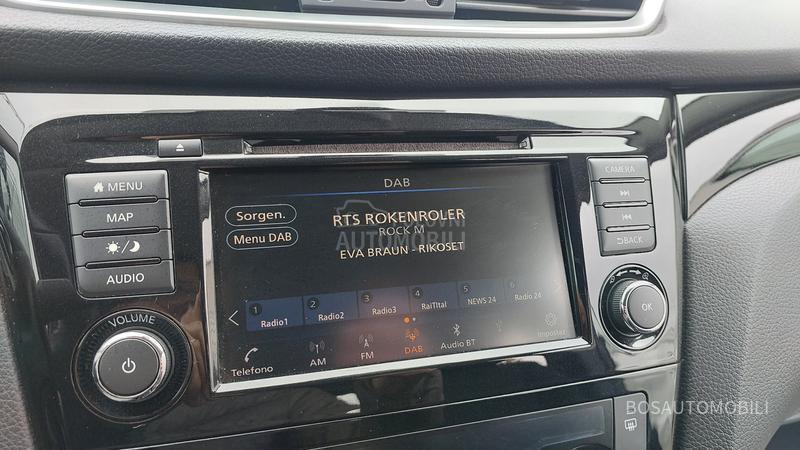 DAB
Sorgen.
Menu DAB
RTS ROKENROLER
ROCK M
EVA BRAUN - RIKOSET
AUTOMOBILI
1 2 3 4 5 6
Radio1 Radio2 Radio3 RaiTItal NEWS 24 Radio 24
Telefono AM FM DAB Audio BT Impostaz.
MENU
MAP
AUDIO
VOLUME
CAMERA
BACK
OK
BOSAUTOMOBILI